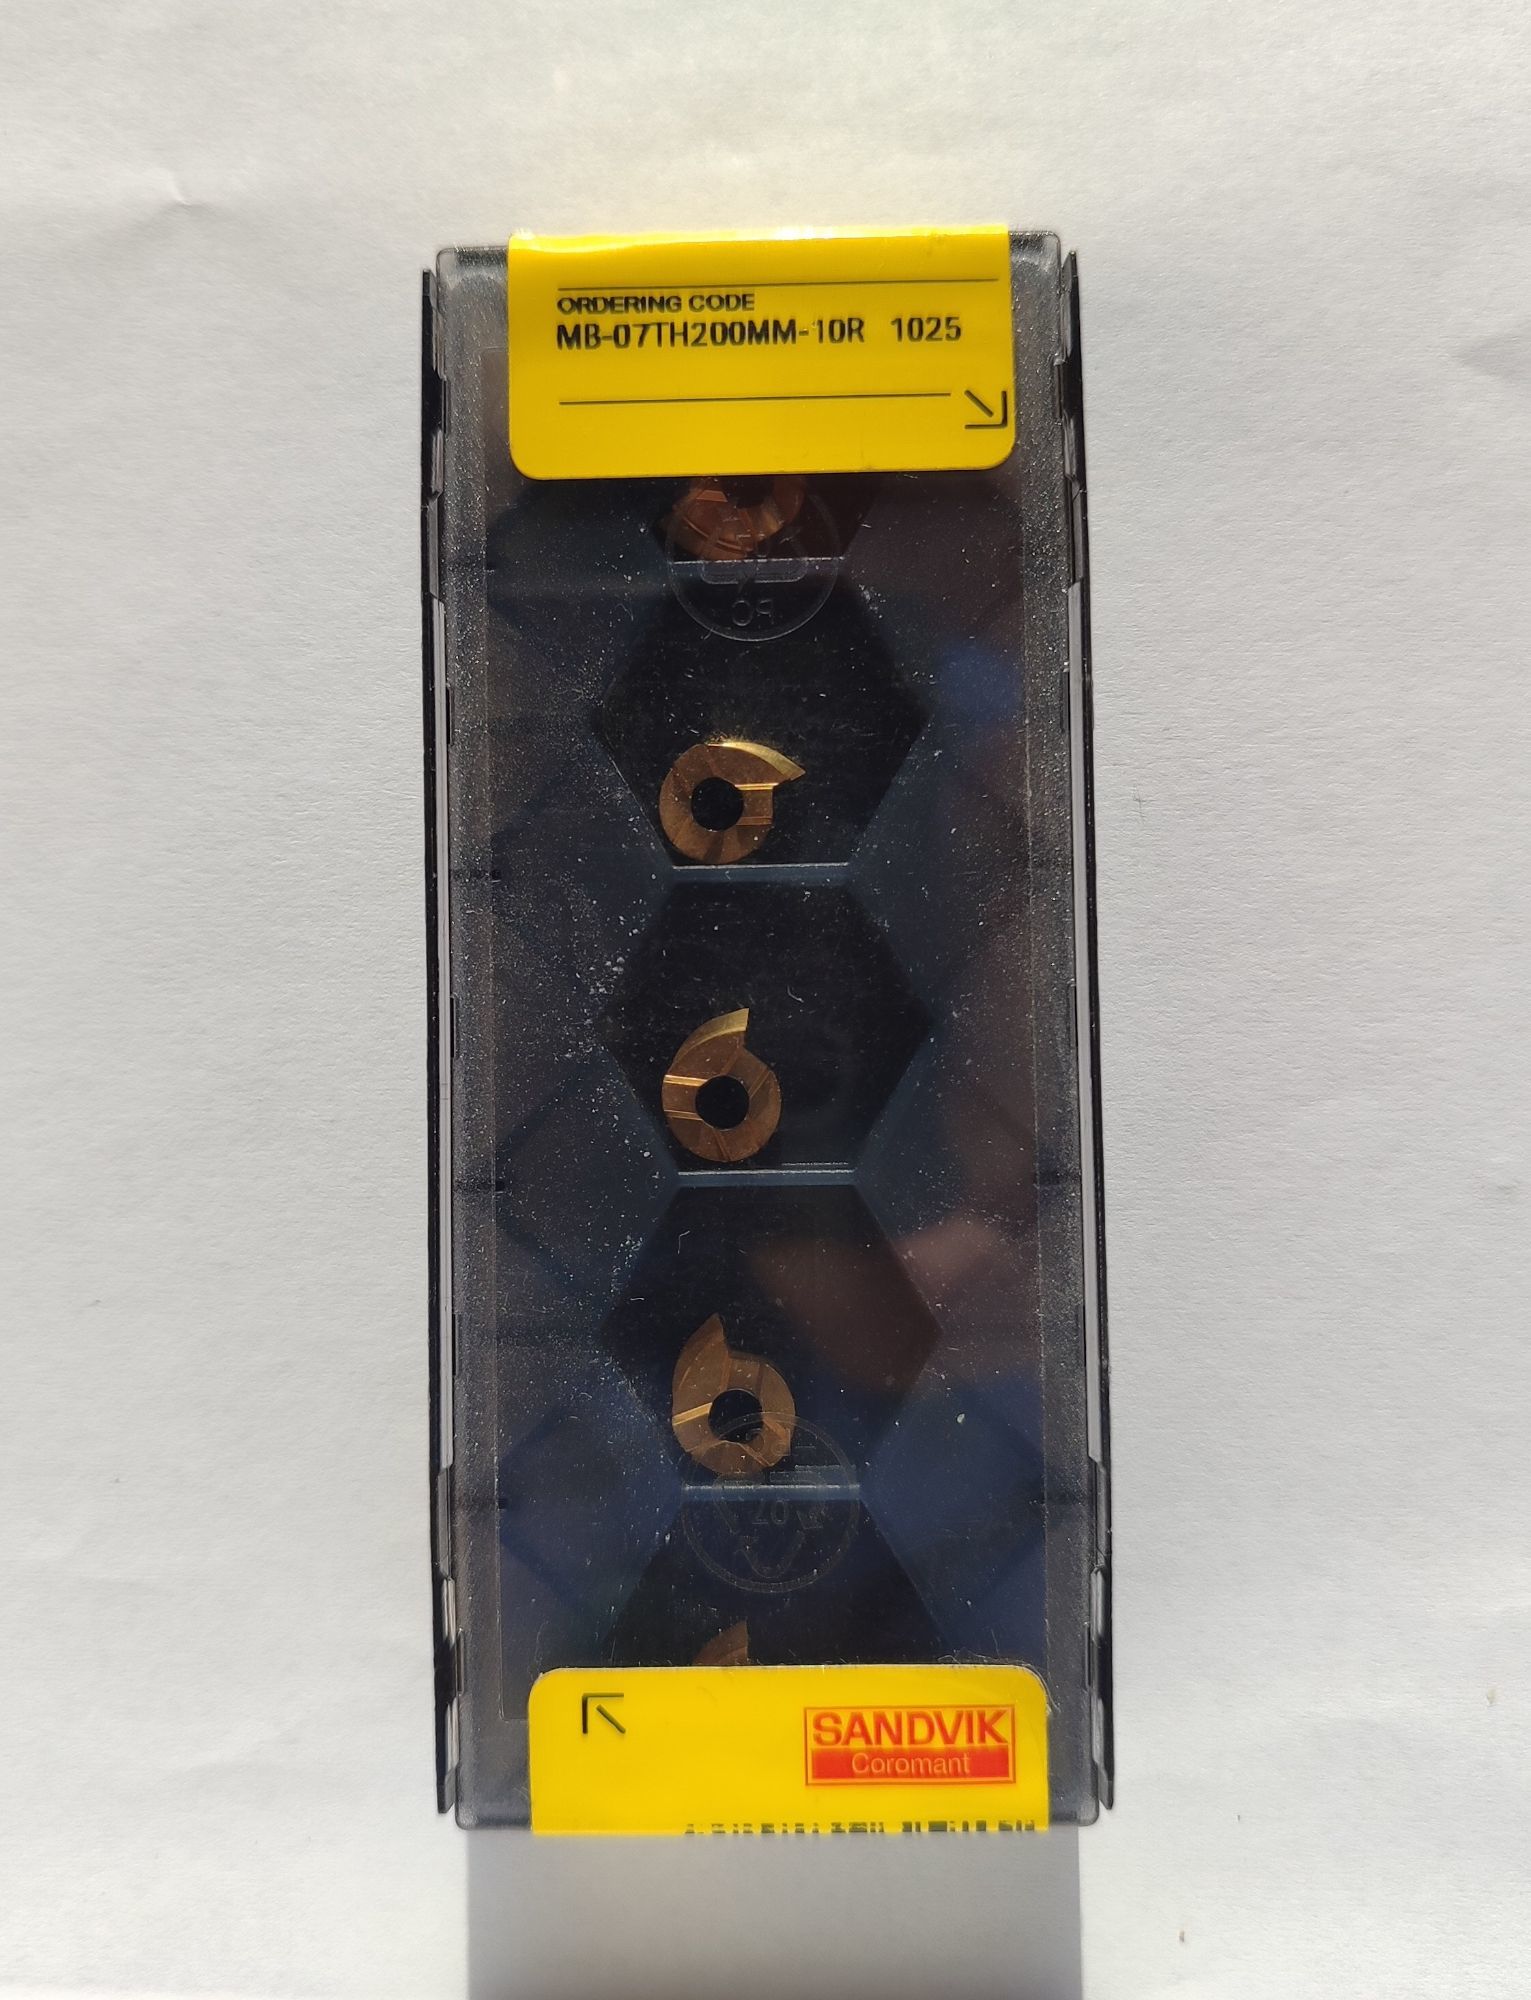 ORDERING CODE
MB-07TH200MM-10R 1025
SANDVIK
Coromant